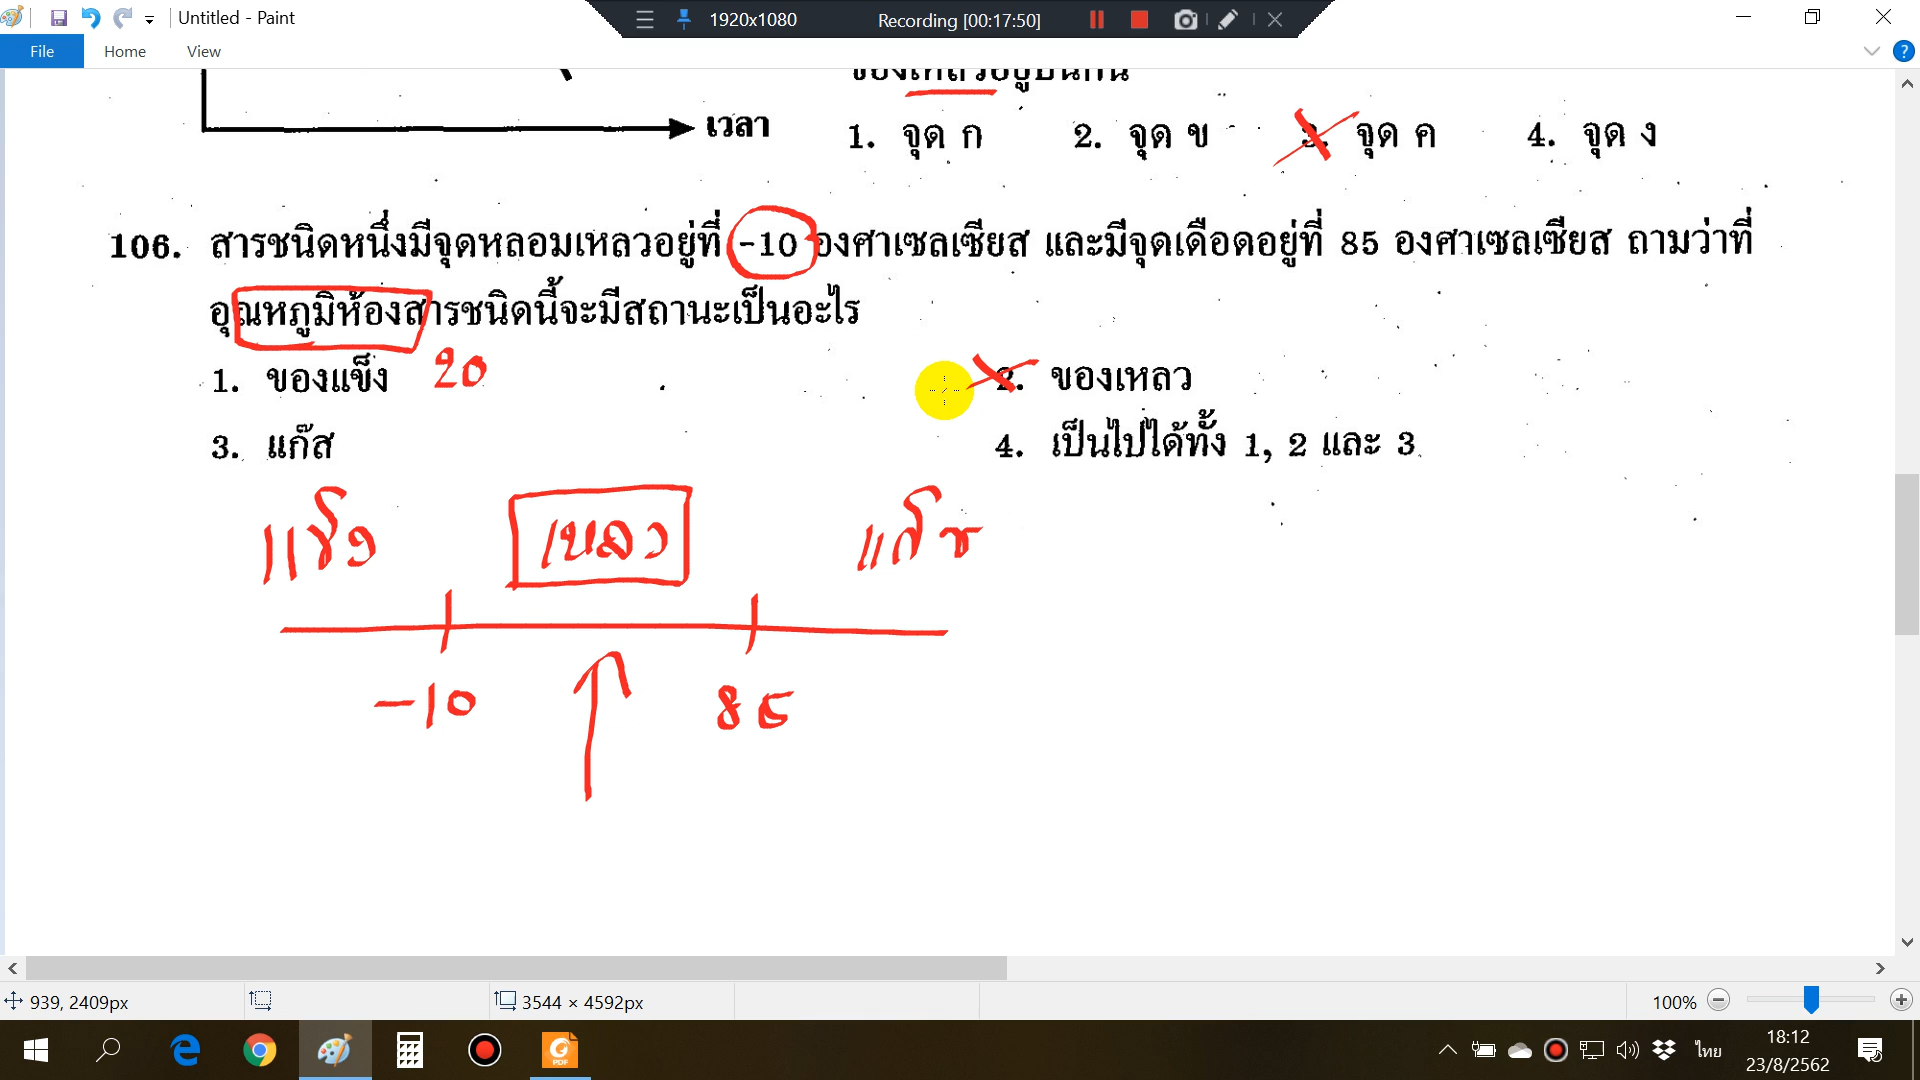 Untitled - Paint
1920x1080
Recording [00:17:50]
File
Home
View
เวลา
1. จุด ก
2. จุด ข
3. จุด ค
4. จุด ง
106. สารชนิดหนึ่งมีจุดหลอมเหลวอยู่ที่ -10 องศาเซลเซียส และมีจุดเดือดอยู่ที่ 85 องศาเซลเซียส ถามว่าที่
อุณหภูมิห้องสารชนิดนี้จะมีสถานะเป็นอะไร
1. ของแข็ง
20
2. ของเหลว
3. แก๊ส
4. เป็นไปได้ทั้ง 1, 2 และ 3
แข็ง
เหลว
แก๊ซ
-10
85
939, 2409px
3544 × 4592px
100%
PDF
ไทย
18:12
23/8/2562